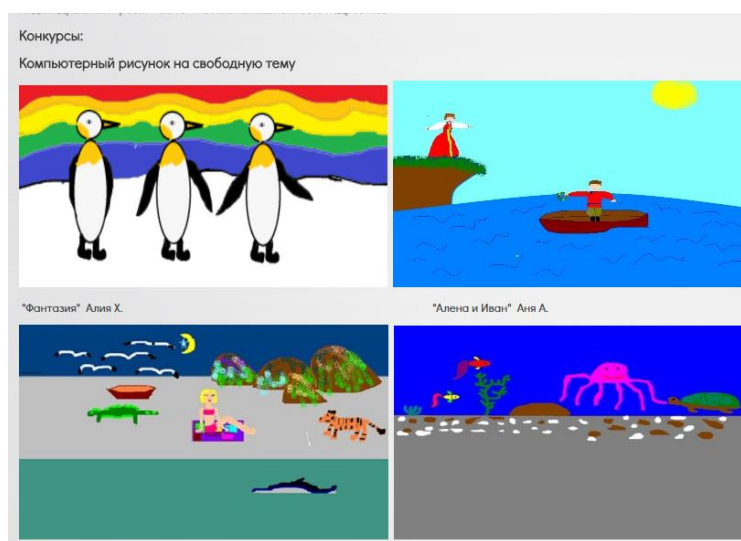 Конкурсы:
Компьютерный рисунок на свободную тему
"Фантазия" Алия Х.
"Алена и Иван" Аня А.